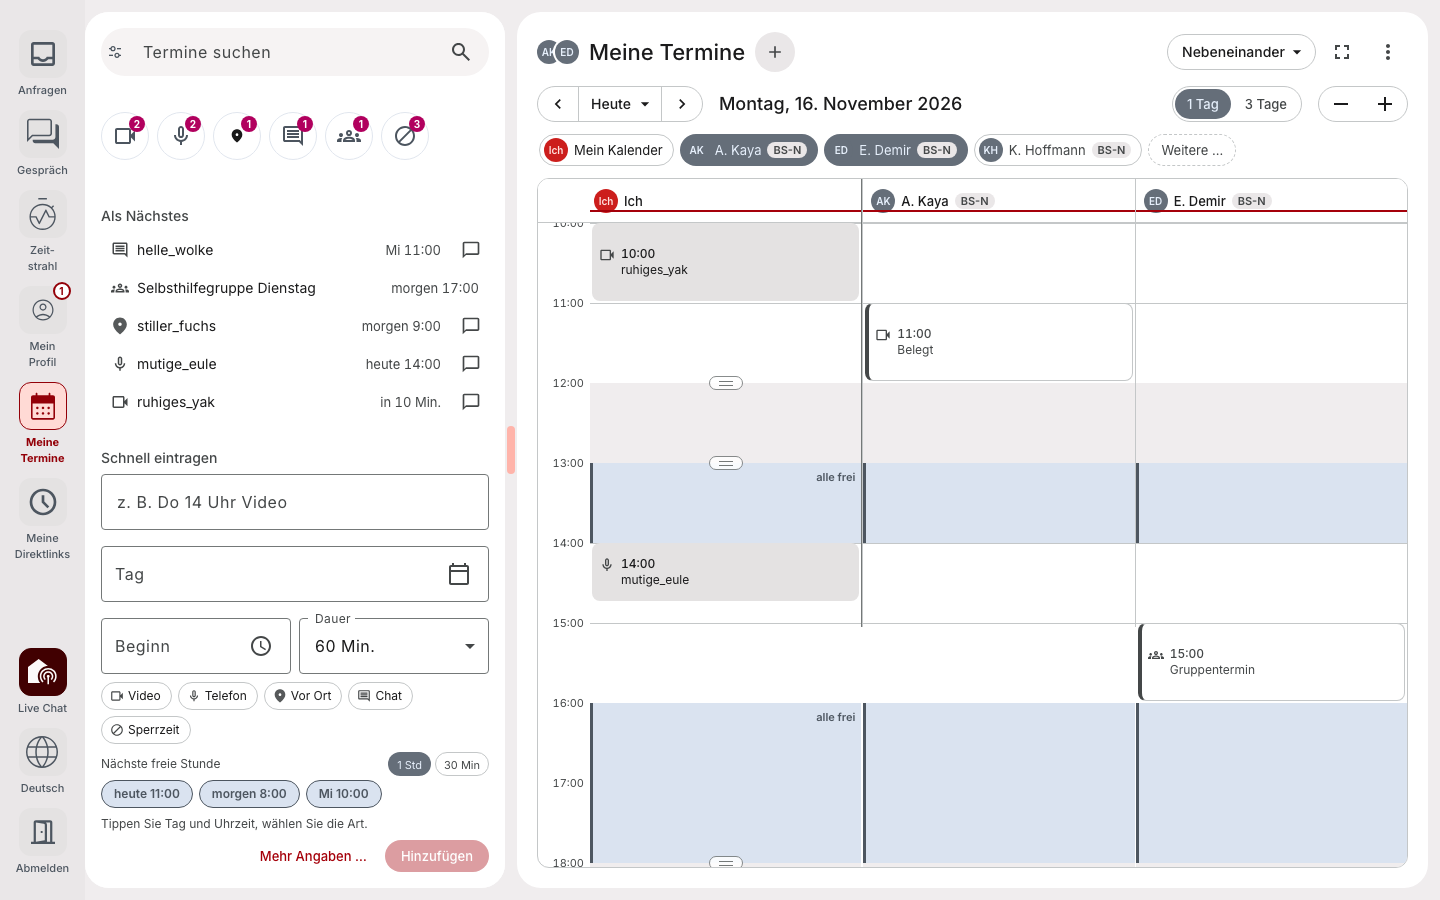 Anfragen
Gespräch
Zeit-
strahl
1
Mein
Profil
Meine
Termine
Meine
Direktlinks
Live Chat
Deutsch
Abmelden
Termine suchen
2
2
1
1
1
3
Als Nächstes
helle_wolke Mi 11:00
Selbsthilfegruppe Dienstag morgen 17:00
stiller_fuchs morgen 9:00
mutige_eule heute 14:00
ruhiges_yak in 10 Min.
Schnell eintragen
z. B. Do 14 Uhr Video
Tag
Beginn
Dauer
60 Min.
Video
Telefon
Vor Ort
Chat
Sperrzeit
Nächste freie Stunde
1 Std
30 Min
heute 11:00
morgen 8:00
Mi 10:00
Tippen Sie Tag und Uhrzeit, wählen Sie die Art.
Mehr Angaben ...
Hinzufügen
AK ED Meine Termine
Nebeneinander
Heute
Montag, 16. November 2026
1 Tag
3 Tage
Ich Mein Kalender
AK A. Kaya BS-N
ED E. Demir BS-N
KH K. Hoffmann BS-N
Weitere ...
Ich Ich
AK A. Kaya BS-N
ED E. Demir BS-N
10:00
10:00
ruhiges_yak
11:00
11:00
Belegt
12:00
13:00
alle frei
14:00
14:00
mutige_eule
15:00
15:00
Gruppentermin
16:00
alle frei
17:00
18:00